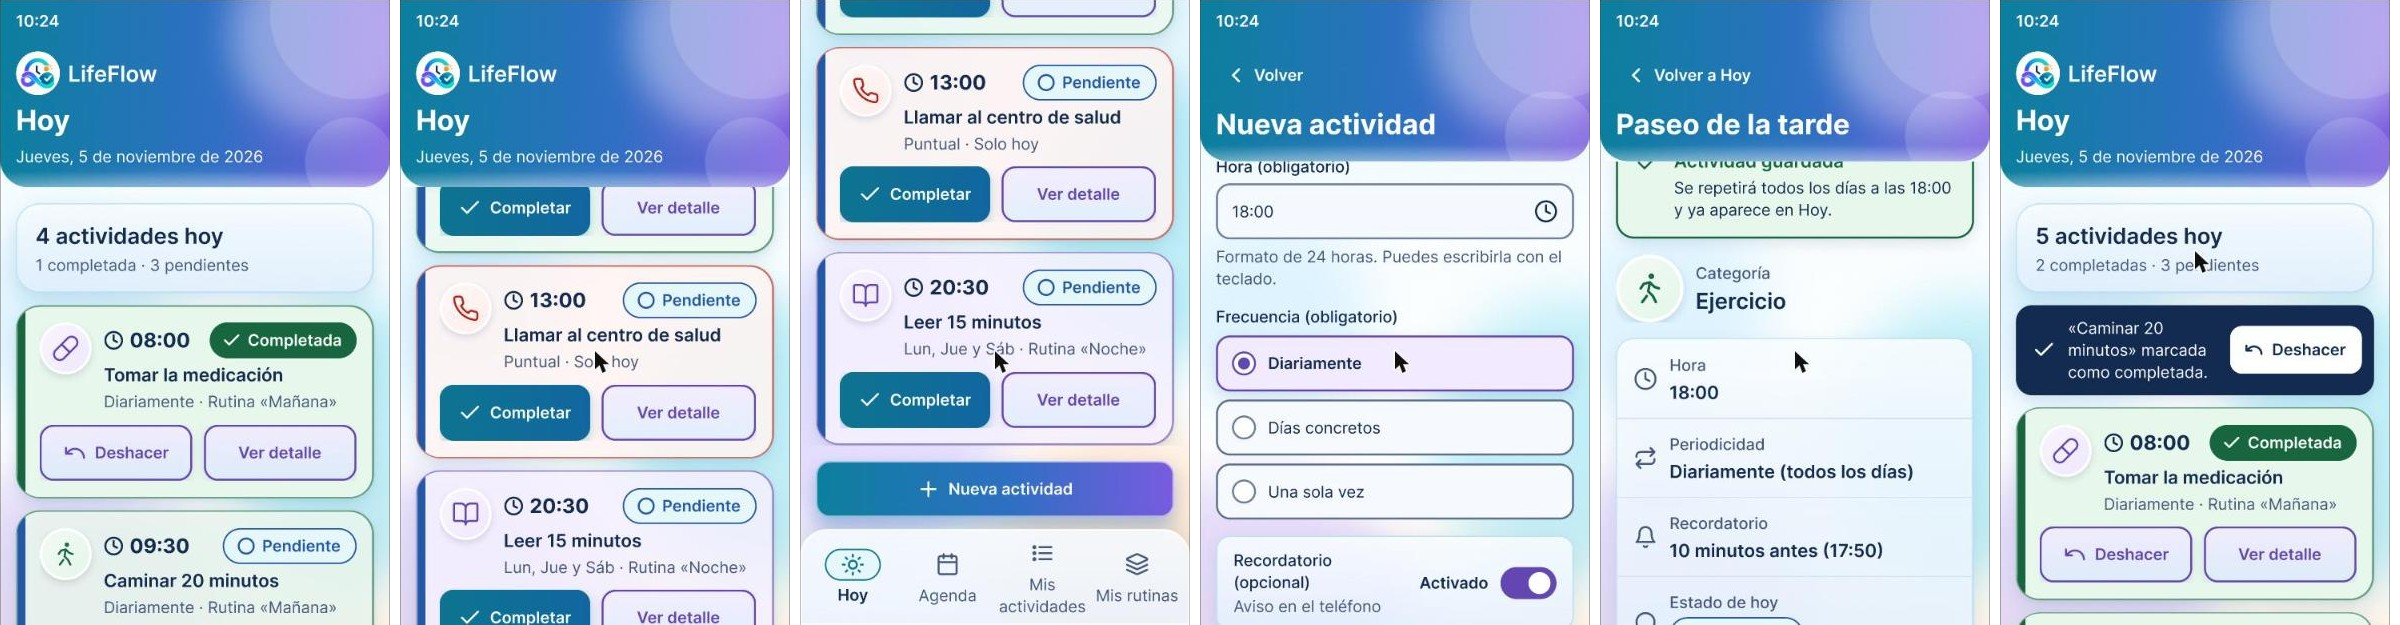 10:24
LifeFlow
Hoy
Jueves, 5 de noviembre de 2026
4 actividades hoy
1 completada · 3 pendientes
08:00
Completada
Tomar la medicación
Diariamente · Rutina «Mañana»
Deshacer
Ver detalle
09:30
Pendiente
Caminar 20 minutos
Diariamente · Rutina «Mañana»
10:24
LifeFlow
Hoy
Jueves, 5 de noviembre de 2026
Completar
Ver detalle
13:00
Pendiente
Llamar al centro de salud
Puntual · Solo hoy
Completar
Ver detalle
20:30
Pendiente
Leer 15 minutos
Lun, Jue y Sáb · Rutina «Noche»
Completar
Ver detalle
13:00
Pendiente
Llamar al centro de salud
Puntual · Solo hoy
Completar
Ver detalle
20:30
Pendiente
Leer 15 minutos
Lun, Jue y Sáb · Rutina «Noche»
Completar
Ver detalle
+ Nueva actividad
Hoy
Agenda
Mis
actividades
Mis rutinas
10:24
Volver
Nueva actividad
Hora (obligatorio)
18:00
Formato de 24 horas. Puedes escribirla con el
teclado.
Frecuencia (obligatorio)
Diariamente
Días concretos
Una sola vez
Recordatorio
(opcional)
Activado
Aviso en el teléfono
10:24
Volver a Hoy
Paseo de la tarde
Actividad guardada
Se repetirá todos los días a las 18:00
y ya aparece en Hoy.
Categoría
Ejercicio
Hora
18:00
Periodicidad
Diariamente (todos los días)
Recordatorio
10 minutos antes (17:50)
Estado de hoy
10:24
LifeFlow
Hoy
Jueves, 5 de noviembre de 2026
5 actividades hoy
2 completadas · 3 pendientes
«Caminar 20
minutos» marcada
como completada.
Deshacer
08:00
Completada
Tomar la medicación
Diariamente · Rutina «Mañana»
Deshacer
Ver detalle